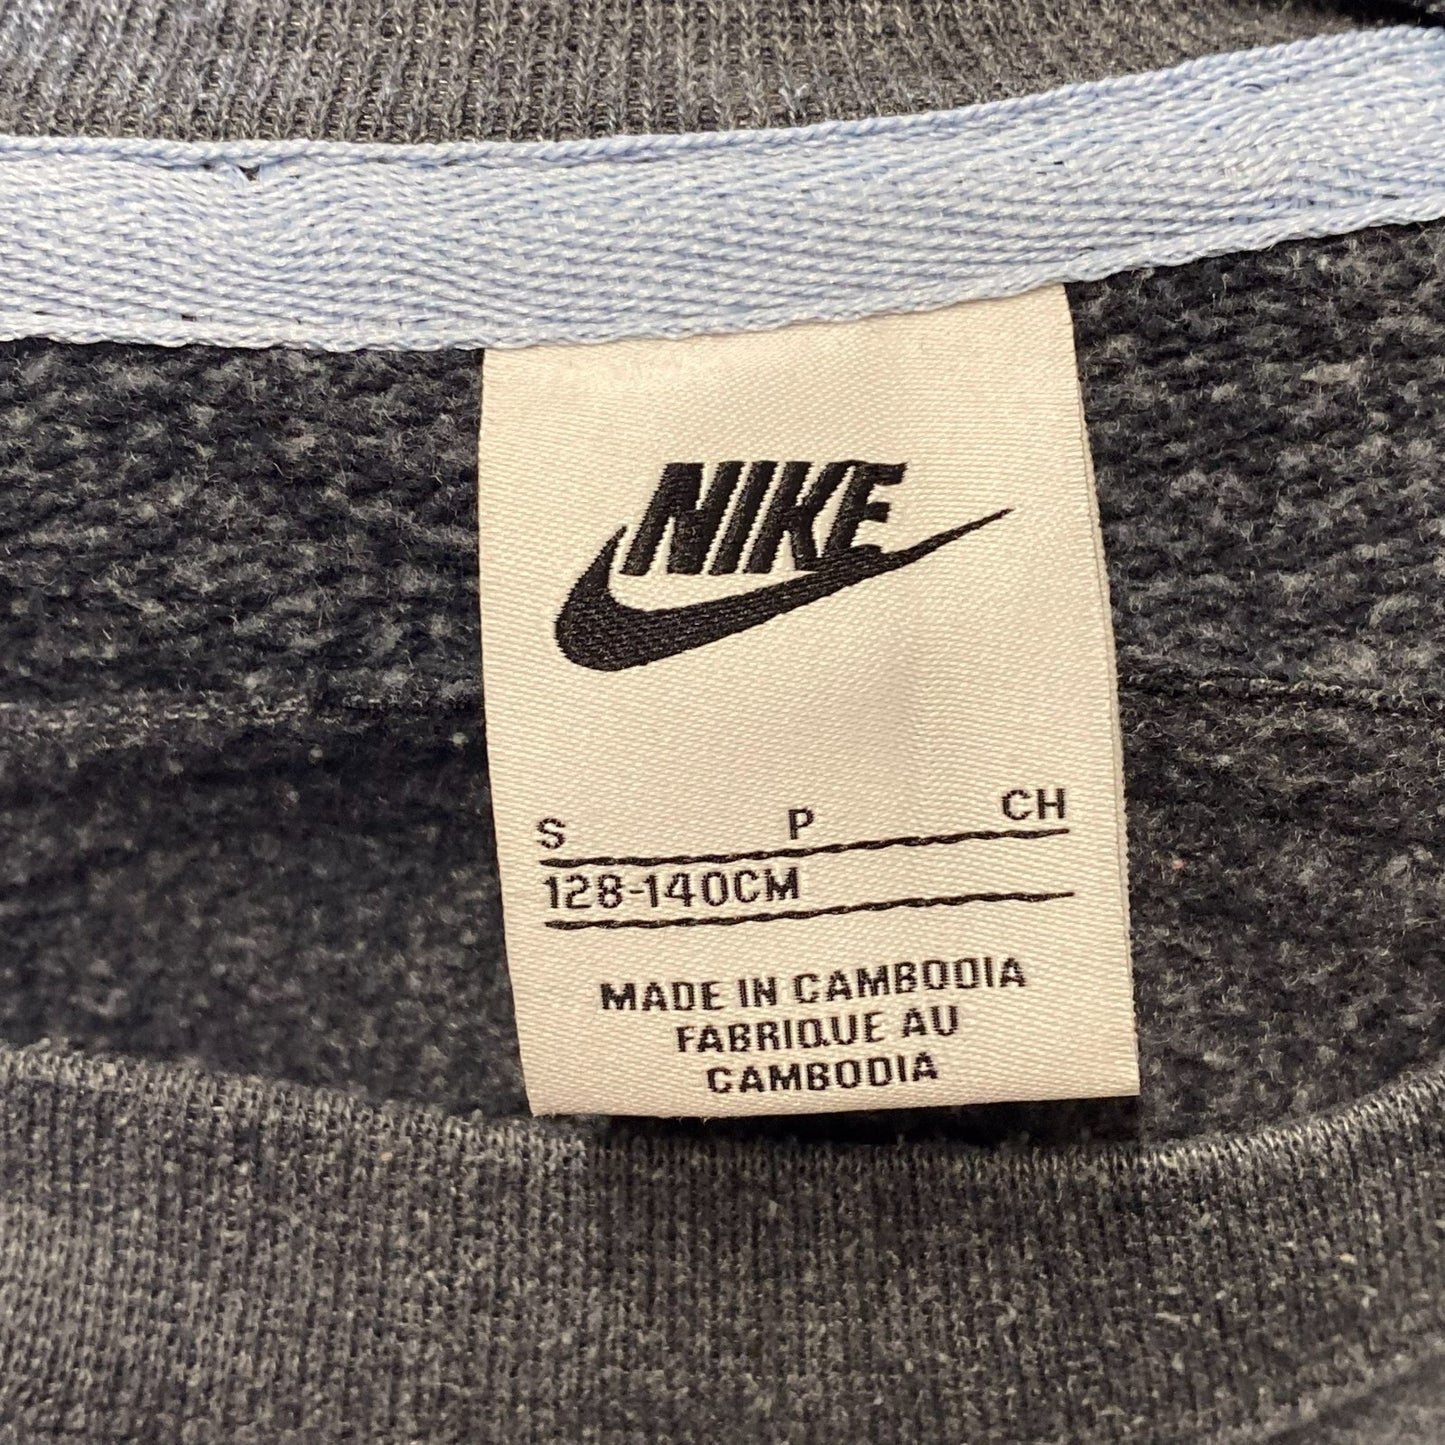 NIKE
S P CH
128-140CM
MADE IN CAMBODIA
FABRIQUE AU
CAMBODIA